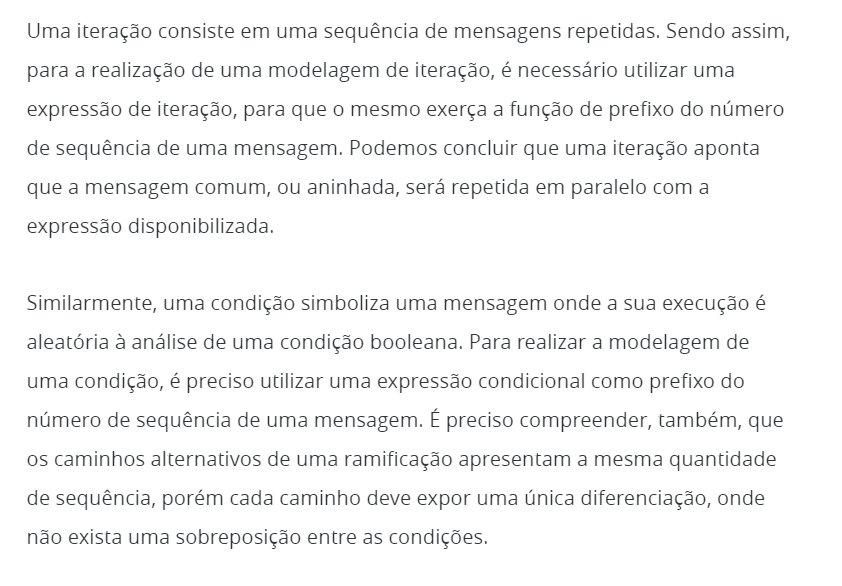 Uma iteração consiste em uma sequência de mensagens repetidas. Sendo assim,
para a realização de uma modelagem de iteração, é necessário utilizar uma
expressão de iteração, para que o mesmo exerça a função de prefixo do número
de sequência de uma mensagem. Podemos concluir que uma iteração aponta
que a mensagem comum, ou aninhada, será repetida em paralelo com a
expressão disponibilizada.
Similarmente, uma condição simboliza uma mensagem onde a sua execução é
aleatória à análise de uma condição booleana. Para realizar a modelagem de
uma condição, é preciso utilizar uma expressão condicional como prefixo do
número de sequência de uma mensagem. É preciso compreender, também, que
os caminhos alternativos de uma ramificação apresentam a mesma quantidade
de sequência, porém cada caminho deve expor uma única diferenciação, onde
não exista uma sobreposição entre as condições.